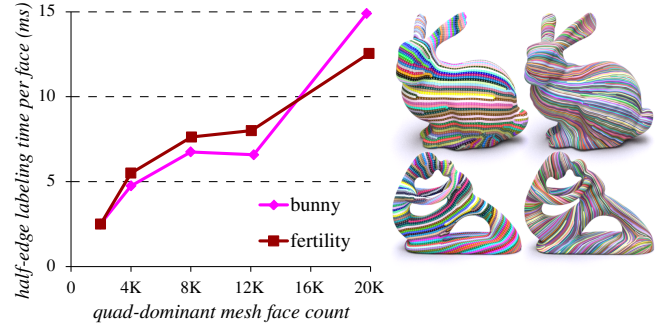 half-edge labeling time per face (ms)
15
10
5
0
bunny
fertility
0K 4K 8K 12K 16K 20K
quad-dominant mesh face count